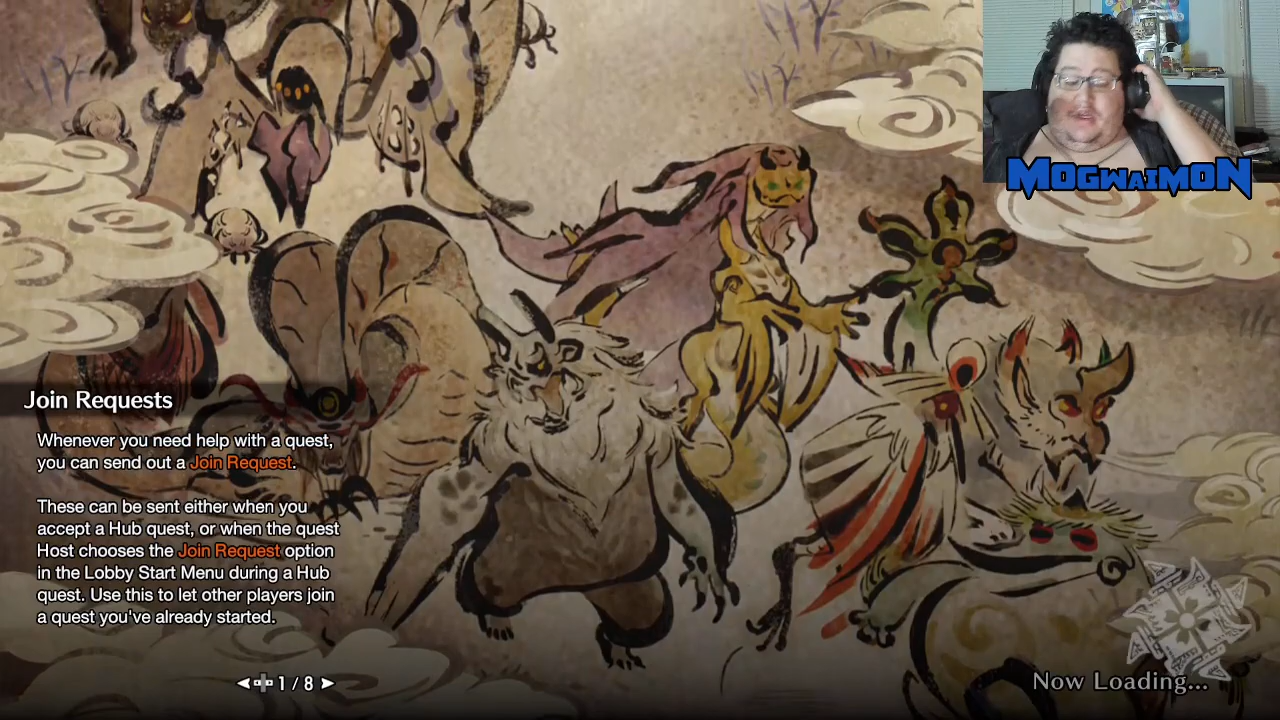 MOGWAIMON
Join Requests
Whenever you need help with a quest,
you can send out a Join Request.
These can be sent either when you
accept a Hub quest, or when the quest
Host chooses the Join Request option
in the Lobby Start Menu during a Hub
quest. Use this to let other players join
a quest you've already started.
1 / 8
Now Loading...